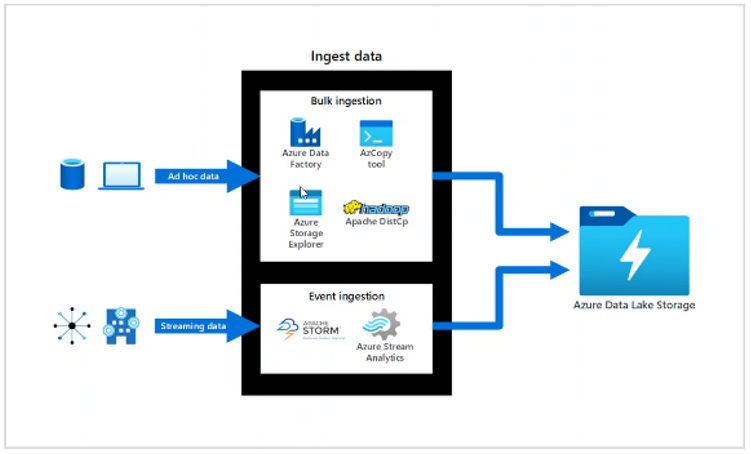 Ingest data
Bulk ingestion
Azure Data
Factory
AzCopy
tool
Ad hoc data
Azure
Storage
Explorer
hadoop
Apache DistCp
Azure Data Lake Storage
Event ingestion
Streaming data
APACHE
STORM
Azure Stream
Analytics